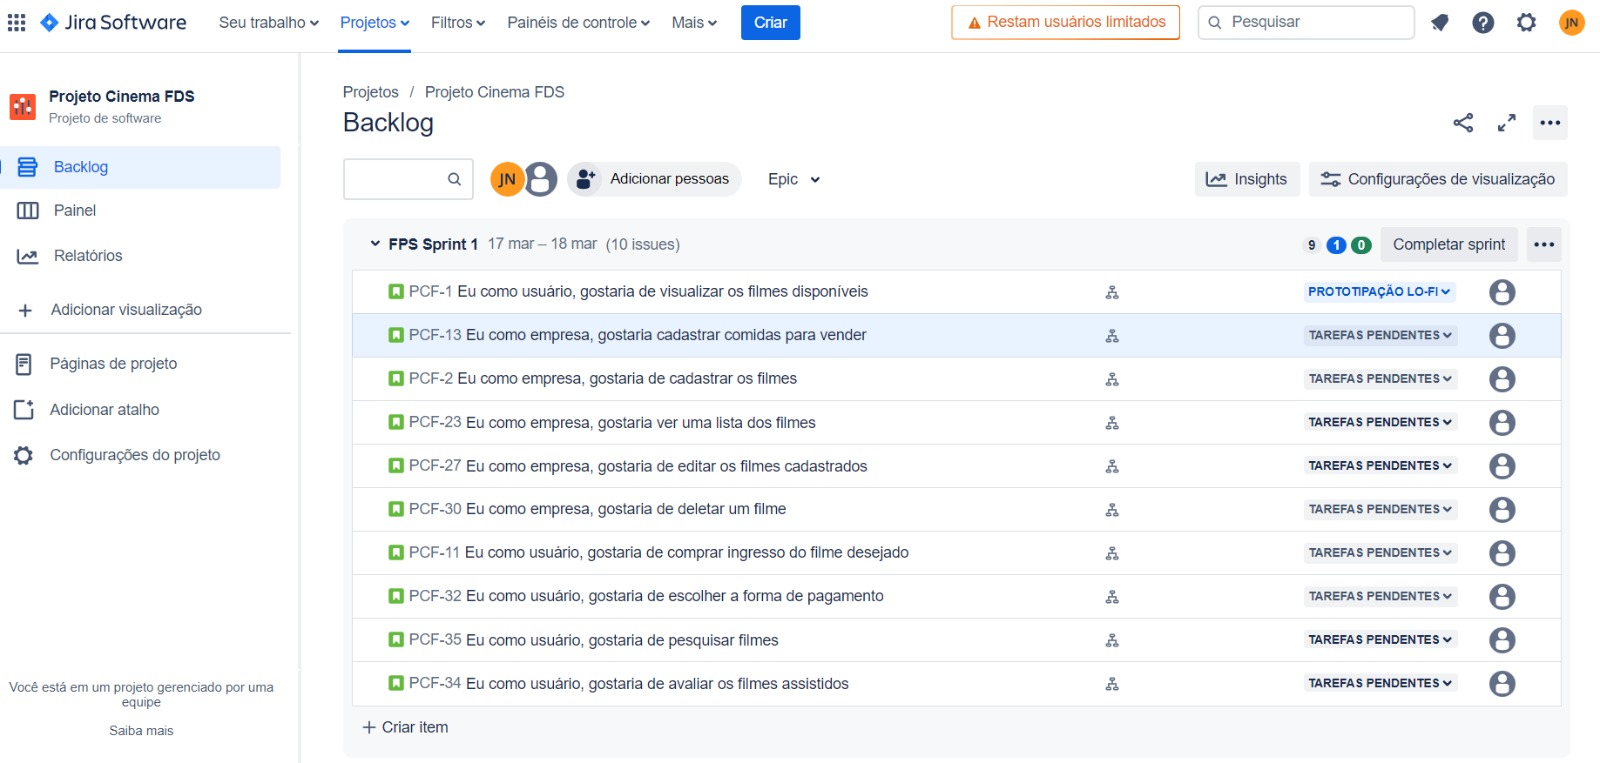 Jira Software Seu trabalho Projetos Filtros Painéis de controle Mais Criar Restam usuários limitados Pesquisar JN
Projeto Cinema FDS
Projeto de software
Backlog
Painel
Relatórios
Adicionar visualização
Páginas de projeto
Adicionar atalho
Configurações do projeto
Você está em um projeto gerenciado por uma
equipe
Saiba mais
Projetos / Projeto Cinema FDS
Backlog
JN Adicionar pessoas Epic Insights Configurações de visualização
FPS Sprint 1 17 mar – 18 mar (10 issues) 9 1 0 Completar sprint
PCF-1 Eu como usuário, gostaria de visualizar os filmes disponíveis PROTOTIPAÇÃO LO-FI
PCF-13 Eu como empresa, gostaria cadastrar comidas para vender TAREFAS PENDENTES
PCF-2 Eu como empresa, gostaria de cadastrar os filmes TAREFAS PENDENTES
PCF-23 Eu como empresa, gostaria ver uma lista dos filmes TAREFAS PENDENTES
PCF-27 Eu como empresa, gostaria de editar os filmes cadastrados TAREFAS PENDENTES
PCF-30 Eu como empresa, gostaria de deletar um filme TAREFAS PENDENTES
PCF-11 Eu como usuário, gostaria de comprar ingresso do filme desejado TAREFAS PENDENTES
PCF-32 Eu como usuário, gostaria de escolher a forma de pagamento TAREFAS PENDENTES
PCF-35 Eu como usuário, gostaria de pesquisar filmes TAREFAS PENDENTES
PCF-34 Eu como usuário, gostaria de avaliar os filmes assistidos TAREFAS PENDENTES
+ Criar item